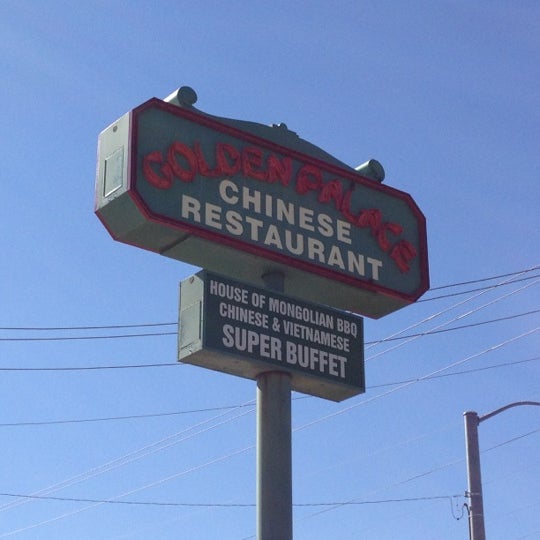 GOLDEN PALACE
CHINESE
RESTAURANT
HOUSE OF MONGOLIAN BBQ
CHINESE & VIETNAMESE
SUPER BUFFET